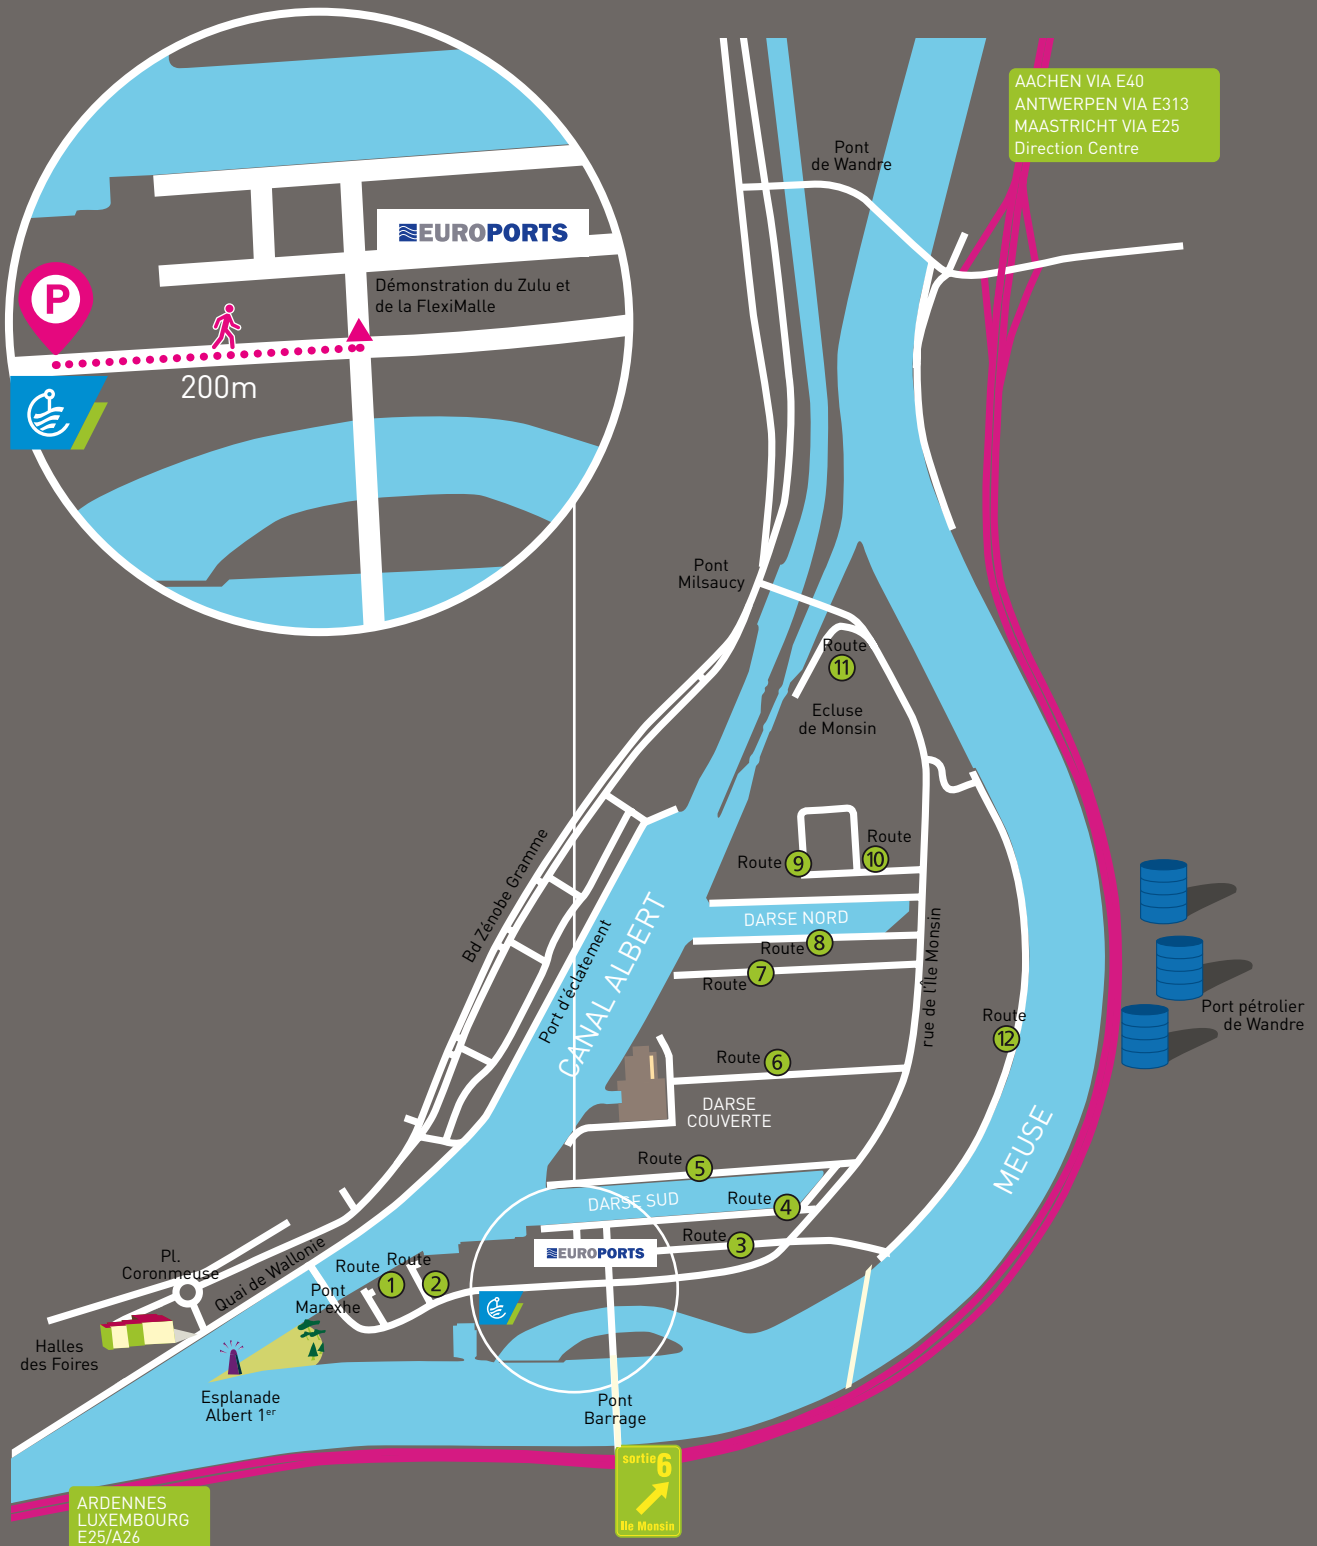 AACHEN VIA E40
ANTWERPEN VIA E313
MAASTRICHT VIA E25
Direction Centre
Pont
de Wandre
EUROPORTS
Démonstration du Zulu et
de la FlexiMalle
P
200m
Pont
Milsaucy
Route
11
Ecluse
de Monsin
Bd Zénobe Gramme
Port d'éclatement
CANAL ALBERT
Route 9
Route
10
DARSE NORD
Route 8
Route 7
rue de l'Île Monsin
Port pétrolier
de Wandre
Route
12
Route 6
DARSE
COUVERTE
MEUSE
Route 5
DARSE SUD
Route 4
Route 3
EUROPORTS
Pl.
Coronmeuse
Quai de Wallonie
Route 1
Route
2
Pont
Marexhe
Halles
des Foires
Esplanade
Albert 1er
Pont
Barrage
sortie 6
Ile Monsin
ARDENNES
LUXEMBOURG
E25/A26